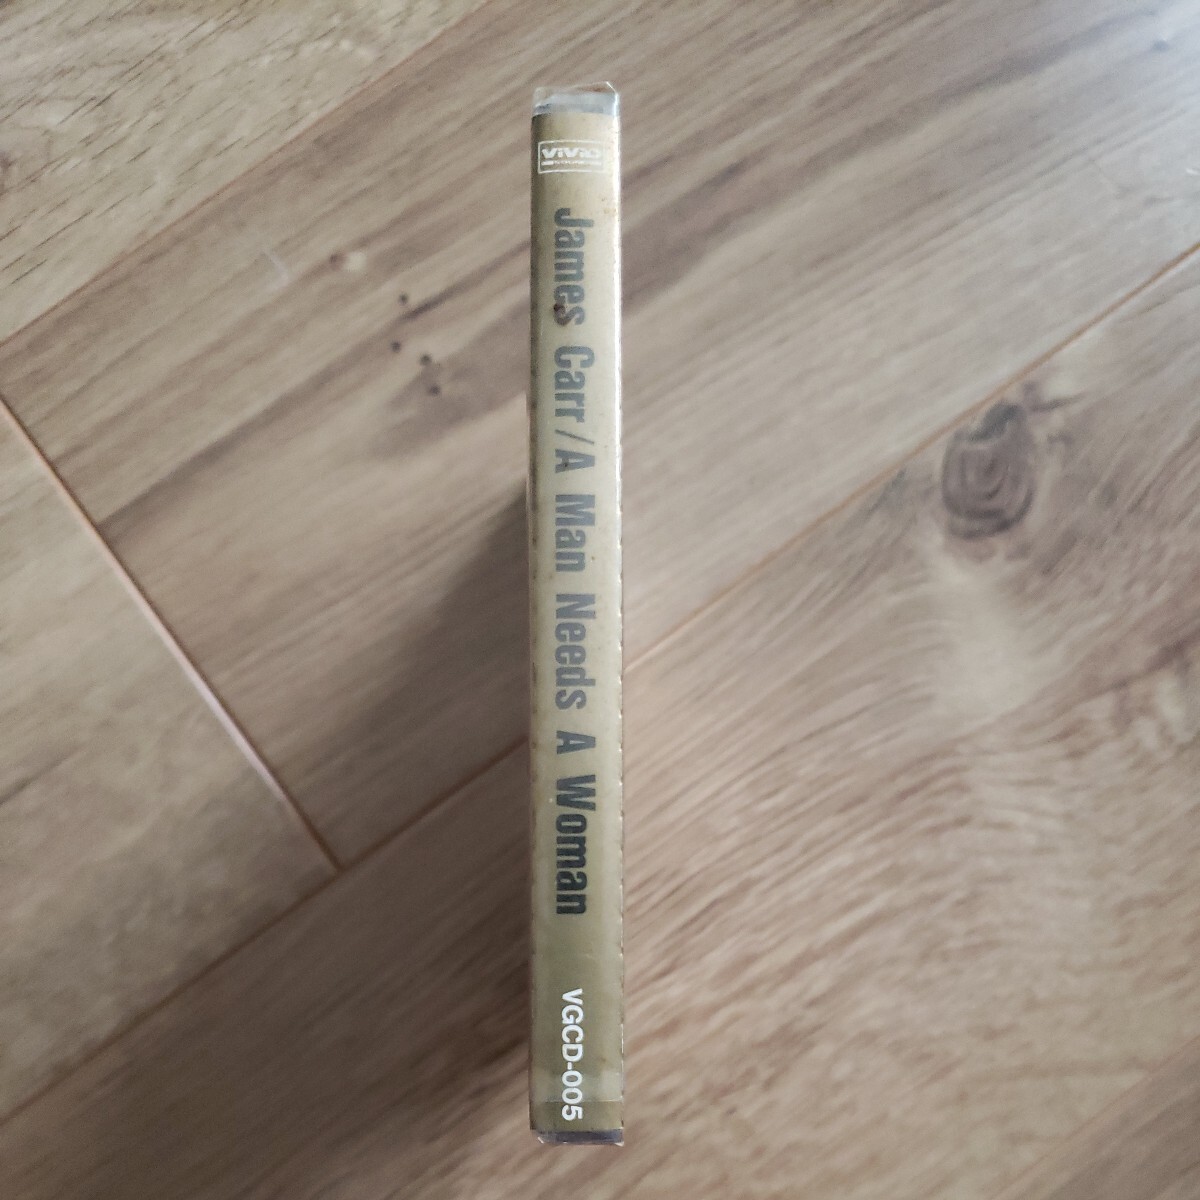 ViViD
James Carr/A Man Needs A Woman
VGCD-005